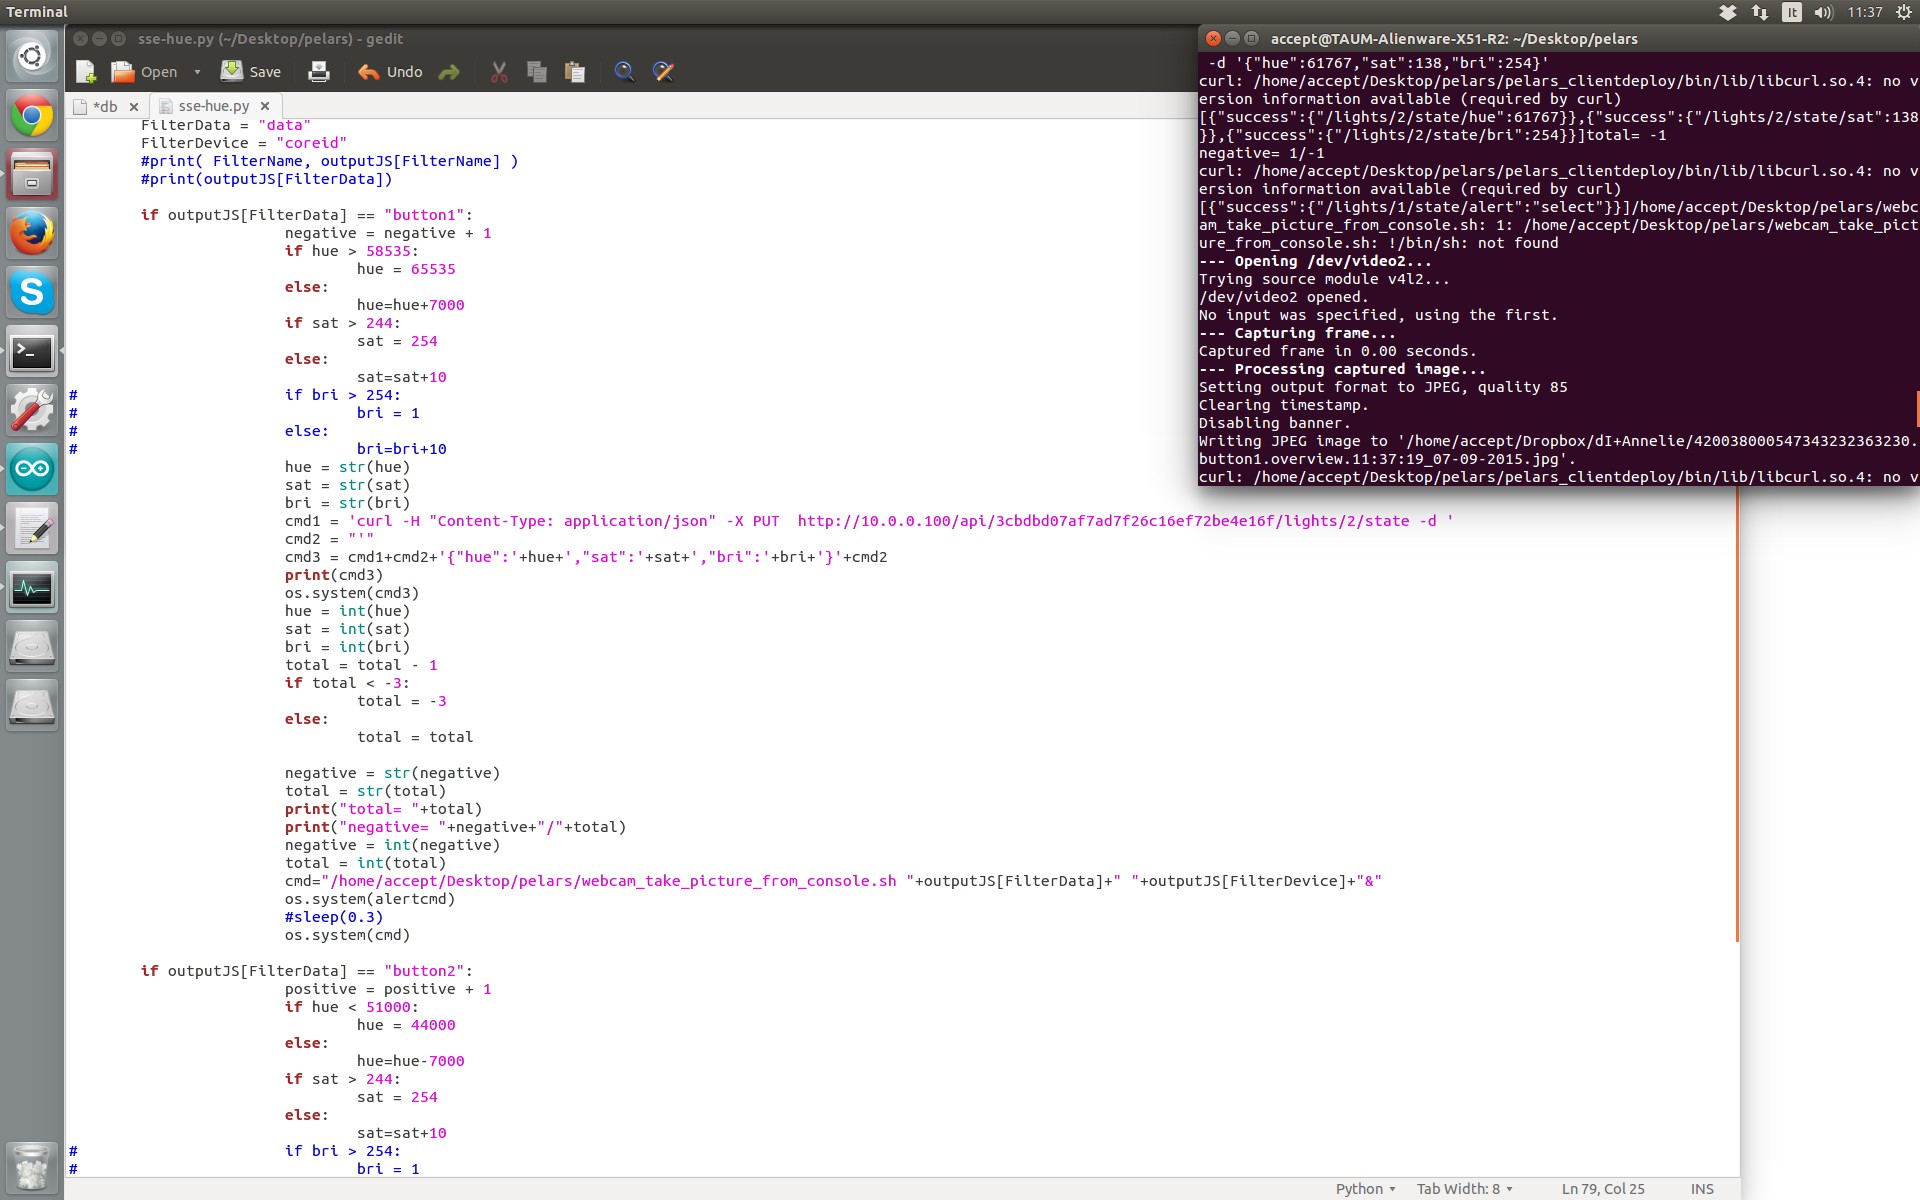 Terminal
It
11:37
sse-hue.py (~/Desktop/pelars) - gedit
Open
Save
Undo
*db
sse-hue.py
FilterData = "data"
FilterDevice = "coreid"
#print( FilterName, outputJS[FilterName] )
#print(outputJS[FilterData])
if outputJS[FilterData] == "button1":
negative = negative + 1
if hue > 58535:
hue = 65535
else:
hue=hue+7000
if sat > 244:
sat = 254
else:
sat=sat+10
# if bri > 254:
# bri = 1
# else:
# bri=bri+10
hue = str(hue)
sat = str(sat)
bri = str(bri)
cmd1 = 'curl -H "Content-Type: application/json" -X PUT  http://10.0.0.100/api/3cbdbd07af7ad7f26c16ef72be4e16f/lights/2/state -d '
cmd2 = "'"
cmd3 = cmd1+cmd2+'{"hue":'+hue+',"sat":'+sat+',"bri":'+bri+'}'+cmd2
print(cmd3)
os.system(cmd3)
hue = int(hue)
sat = int(sat)
bri = int(bri)
total = total - 1
if total < -3:
total = -3
else:
total = total
negative = str(negative)
total = str(total)
print("total= "+total)
print("negative= "+negative+"/"+total)
negative = int(negative)
total = int(total)
cmd="/home/accept/Desktop/pelars/webcam_take_picture_from_console.sh "+outputJS[FilterData]+" "+outputJS[FilterDevice]+"&"
os.system(alertcmd)
#sleep(0.3)
os.system(cmd)
if outputJS[FilterData] == "button2":
positive = positive + 1
if hue < 51000:
hue = 44000
else:
hue=hue-7000
if sat > 244:
sat = 254
else:
sat=sat+10
# if bri > 254:
# bri = 1
Python
Tab Width: 8
Ln 79, Col 25
INS
accept@TAUM-Alienware-X51-R2: ~/Desktop/pelars
-d '{"hue":61767,"sat":138,"bri":254}'
curl: /home/accept/Desktop/pelars/pelars_clientdeploy/bin/lib/libcurl.so.4: no v
ersion information available (required by curl)
[{"success":{"/lights/2/state/hue":61767}},{"success":{"/lights/2/state/sat":138
}},{"success":{"/lights/2/state/bri":254}}]total= -1
negative= 1/-1
curl: /home/accept/Desktop/pelars/pelars_clientdeploy/bin/lib/libcurl.so.4: no v
ersion information available (required by curl)
[{"success":{"/lights/1/state/alert":"select"}}]/home/accept/Desktop/pelars/webc
am_take_picture_from_console.sh: 1: /home/accept/Desktop/pelars/webcam_take_pict
ure_from_console.sh: !/bin/sh: not found
--- Opening /dev/video2...
Trying source module v4l2...
/dev/video2 opened.
No input was specified, using the first.
--- Capturing frame...
Captured frame in 0.00 seconds.
--- Processing captured image...
Setting output format to JPEG, quality 85
Clearing timestamp.
Disabling banner.
Writing JPEG image to '/home/accept/Dropbox/dI+Annelie/420038000547343232363230.
button1.overview.11:37:19_07-09-2015.jpg'.
curl: /home/accept/Desktop/pelars/pelars_clientdeploy/bin/lib/libcurl.so.4: no v